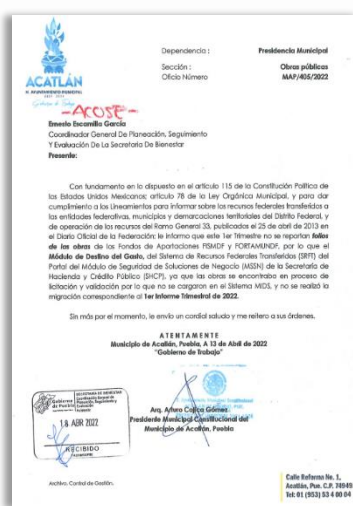 ACATLÁN
H. AYUNTAMIENTO MUNICIPAL
Gobierno de Trabajo
Dependencia : Presidencia Municipal
Sección : Obras públicas
Oficio Número MAP/405/2022
-ACOSE-
Ernesto Escamilla García
Coordinador General De Planeación, Seguimiento
Y Evaluación De La Secretaría De Bienestar
Presente:
Con fundamento en lo dispuesto en el artículo 115 de la Constitución Política de
los Estados Unidos Mexicanos; artículo 78 de la Ley Orgánica Municipal, y para dar
cumplimiento a los Lineamientos para informar sobre los recursos federales transferidos a
las entidades federativas, municipios y demarcaciones territoriales del Distrito Federal, y
de operación de los recursos del Ramo General 33, publicados el 25 de abril de 2013 en
el Diario Oficial de la Federación; le informo que este 1er Trimestre no se reportan folios
de las obras de los Fondos de Aportaciones FISMDF Y FORTAMUNDF, por lo que el
Módulo de Destino del Gasto, del Sistema de Recursos Federales Transferidos (SRFT) del
Portal del Módulo de Seguridad de Soluciones de Negocio (MSSN) de la Secretaría de
Hacienda y Crédito Público (SHCP), ya que las obras se encontraban en proceso de
licitación y validación por lo que no se cargaron en el Sistema MIDS, y no se realizó la
migración correspondiente al 1er Informe Trimestral de 2022.
Sin más por el momento, le envío un cordial saludo y me reitero a sus órdenes.
ATENTAMENTE
Municipio de Acatlán, Puebla, A 13 de Abril de 2022
"Gobierno de Trabajo"
Gobierno de Puebla
SECRETARÍA DE BIENESTAR
18 ABR 2022
RECIBIDO
Arq. Arturo Cajica Gómez
Presidente Municipal Constitucional del
Municipio de Acatlán, Puebla
Archivo. Control de Gestión.
Calle Reforma No. 1,
Acatlán, Pue. C.P. 74949
Tel: 01 (953) 53 4 00 04